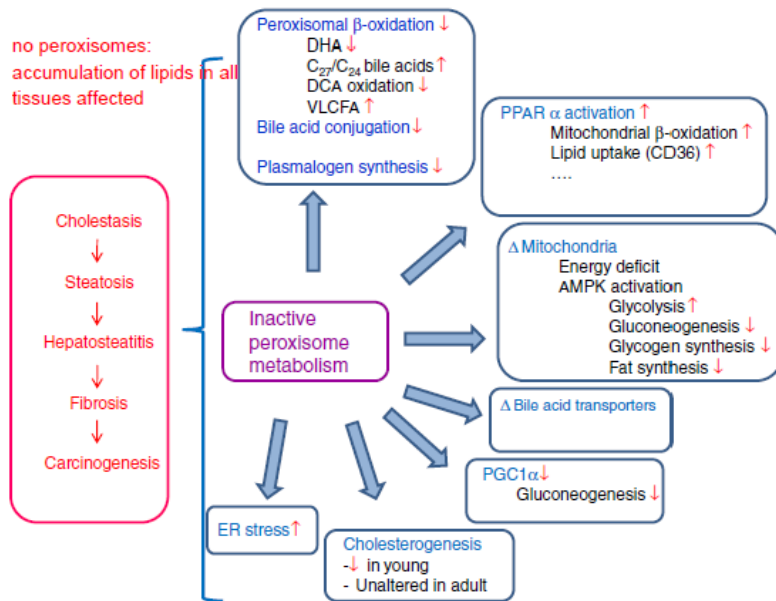 no peroxisomes:
accumulation of lipids in all
tissues affected
Peroxisomal β-oxidation ↓
DHA ↓
C27/C24 bile acids ↑
DCA oxidation ↓
VLCFA ↑
Bile acid conjugation ↓
Plasmalogen synthesis ↓
PPAR α activation ↑
Mitochondrial β-oxidation ↑
Lipid uptake (CD36) ↑
....
Cholestasis
↓
Steatosis
↓
Hepatosteatitis
↓
Fibrosis
↓
Carcinogenesis
Inactive
peroxisome
metabolism
Δ Mitochondria
Energy deficit
AMPK activation
Glycolysis ↑
Gluconeogenesis ↓
Glycogen synthesis ↓
Fat synthesis ↓
Δ Bile acid transporters
PGC1α↓
Gluconeogenesis ↓
ER stress↑
Cholesterogenesis
-↓ in young
- Unaltered in adult